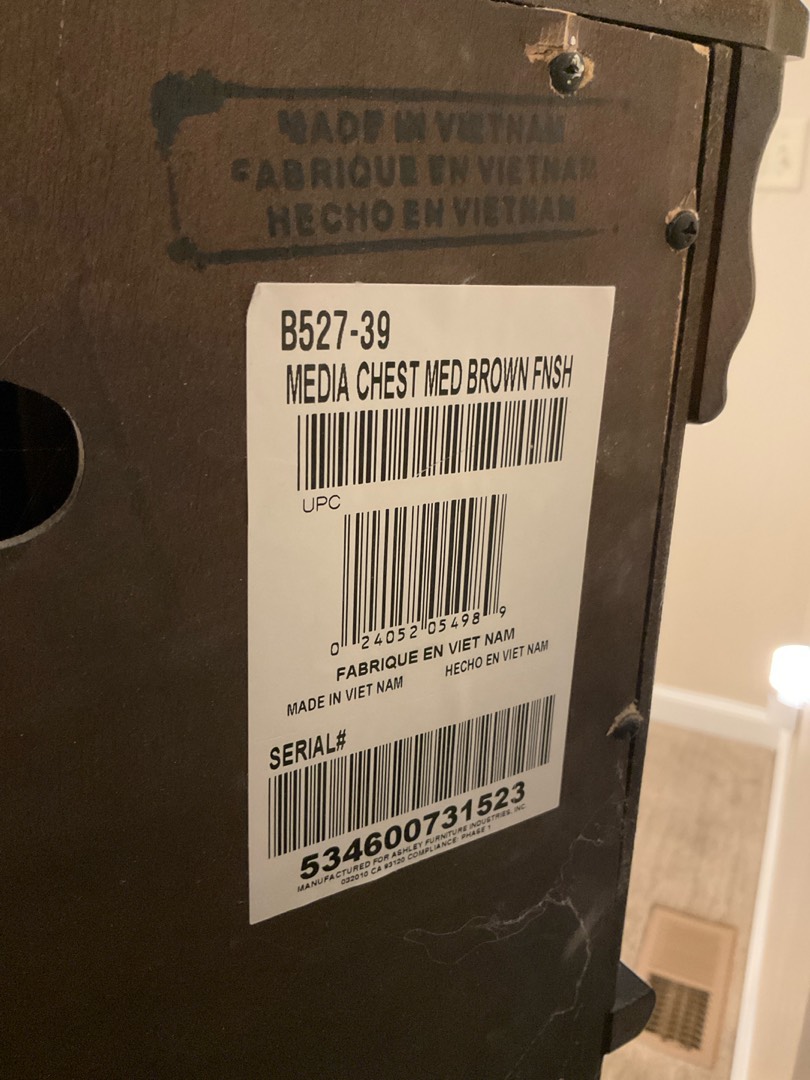 MADE IN VIETNAM
FABRIQUE EN VIETNAM
HECHO EN VIETNAM
B527-39
MEDIA CHEST MED BROWN FNSH
UPC
0 24052 05498 9
FABRIQUE EN VIET NAM
MADE IN VIET NAM HECHO EN VIET NAM
SERIAL#
534600731523
MANUFACTURED FOR ASHLEY FURNITURE INDUSTRIES, INC
032010 CA 93120 COMPLIANCE: PHASE 1